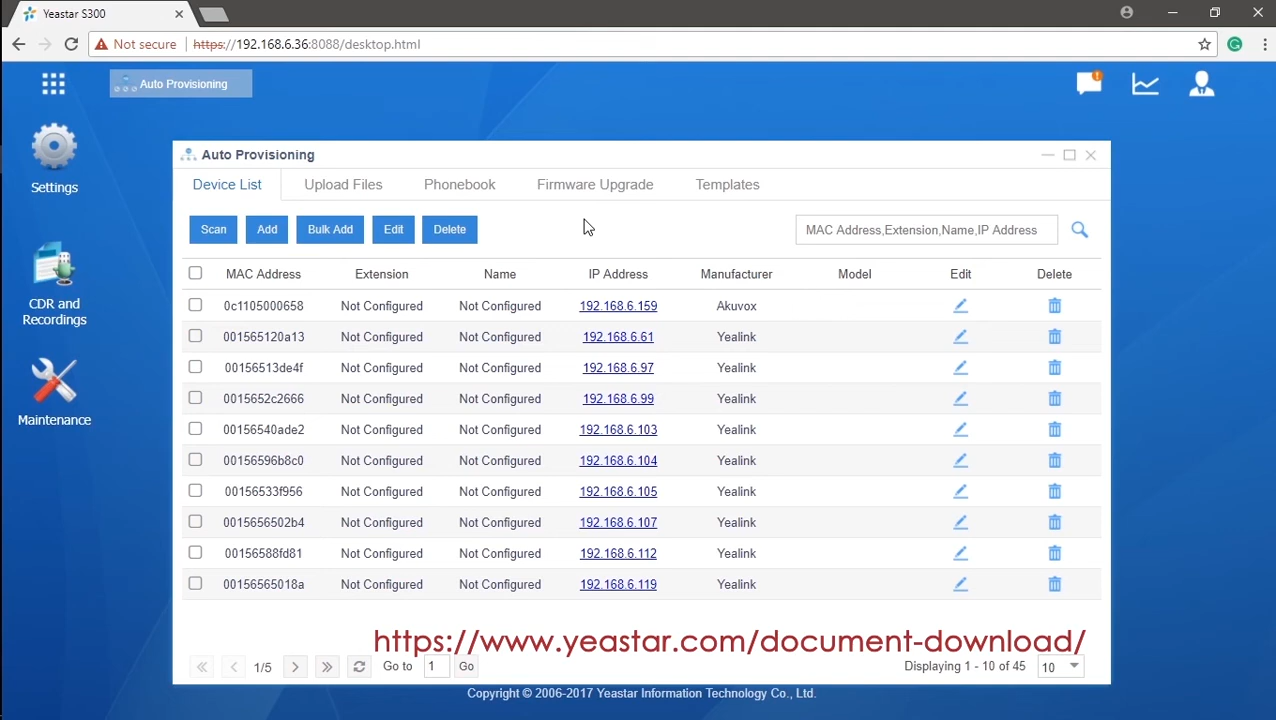 Yeastar S300
Not secure https://192.168.6.36:8088/desktop.html
Auto Provisioning
Settings
CDR and
Recordings
Maintenance
Auto Provisioning
Device List Upload Files Phonebook Firmware Upgrade Templates
Scan Add Bulk Add Edit Delete MAC Address,Extension,Name,IP Address
MAC Address Extension Name IP Address Manufacturer Model Edit Delete
0c1105000658 Not Configured Not Configured 192.168.6.159 Akuvox
001565120a13 Not Configured Not Configured 192.168.6.61 Yealink
00156513de4f Not Configured Not Configured 192.168.6.97 Yealink
0015652c2666 Not Configured Not Configured 192.168.6.99 Yealink
00156540ade2 Not Configured Not Configured 192.168.6.103 Yealink
00156596b8c0 Not Configured Not Configured 192.168.6.104 Yealink
00156533f956 Not Configured Not Configured 192.168.6.105 Yealink
0015656502b4 Not Configured Not Configured 192.168.6.107 Yealink
00156588fd81 Not Configured Not Configured 192.168.6.112 Yealink
00156565018a Not Configured Not Configured 192.168.6.119 Yealink
https://www.yeastar.com/document-download/
1/5 Go to 1 Go Displaying 1 - 10 of 45 10
Copyright © 2006-2017 Yeastar Information Technology Co., Ltd.